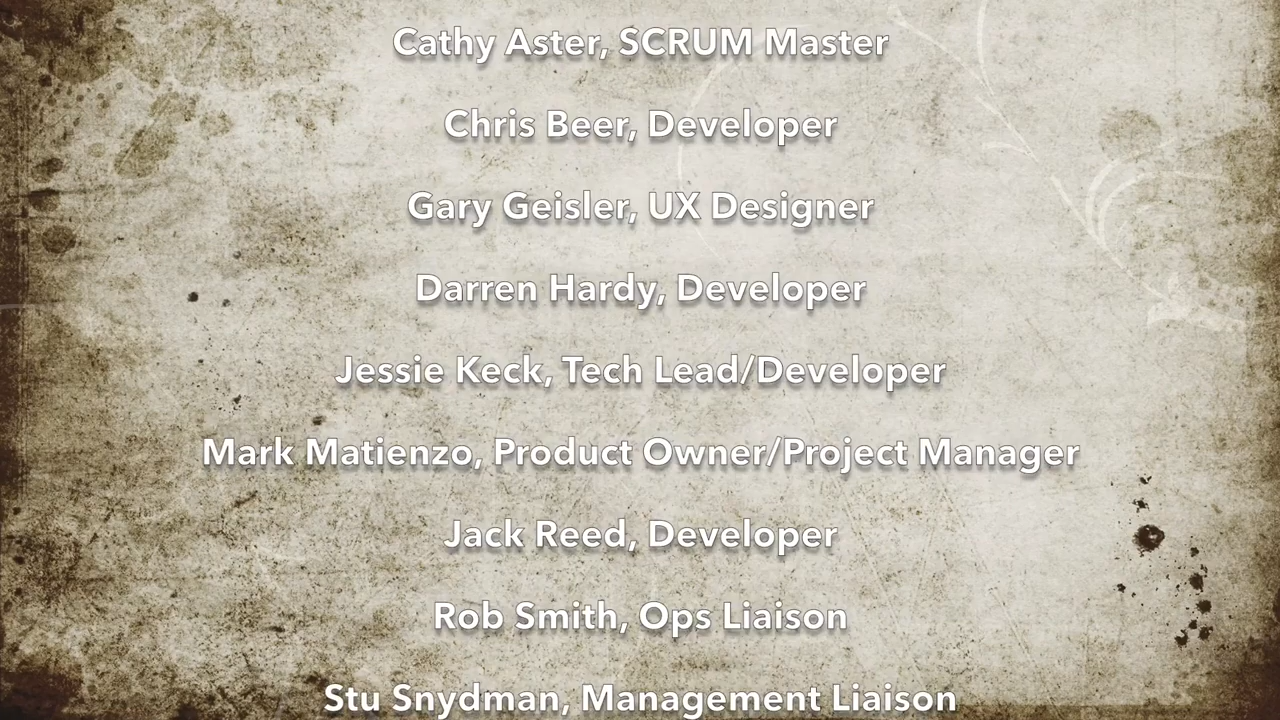 Cathy Aster, SCRUM Master
Chris Beer, Developer
Gary Geisler, UX Designer
Darren Hardy, Developer
Jessie Keck, Tech Lead/Developer
Mark Matienzo, Product Owner/Project Manager
Jack Reed, Developer
Rob Smith, Ops Liaison
Stu Snydman, Management Liaison